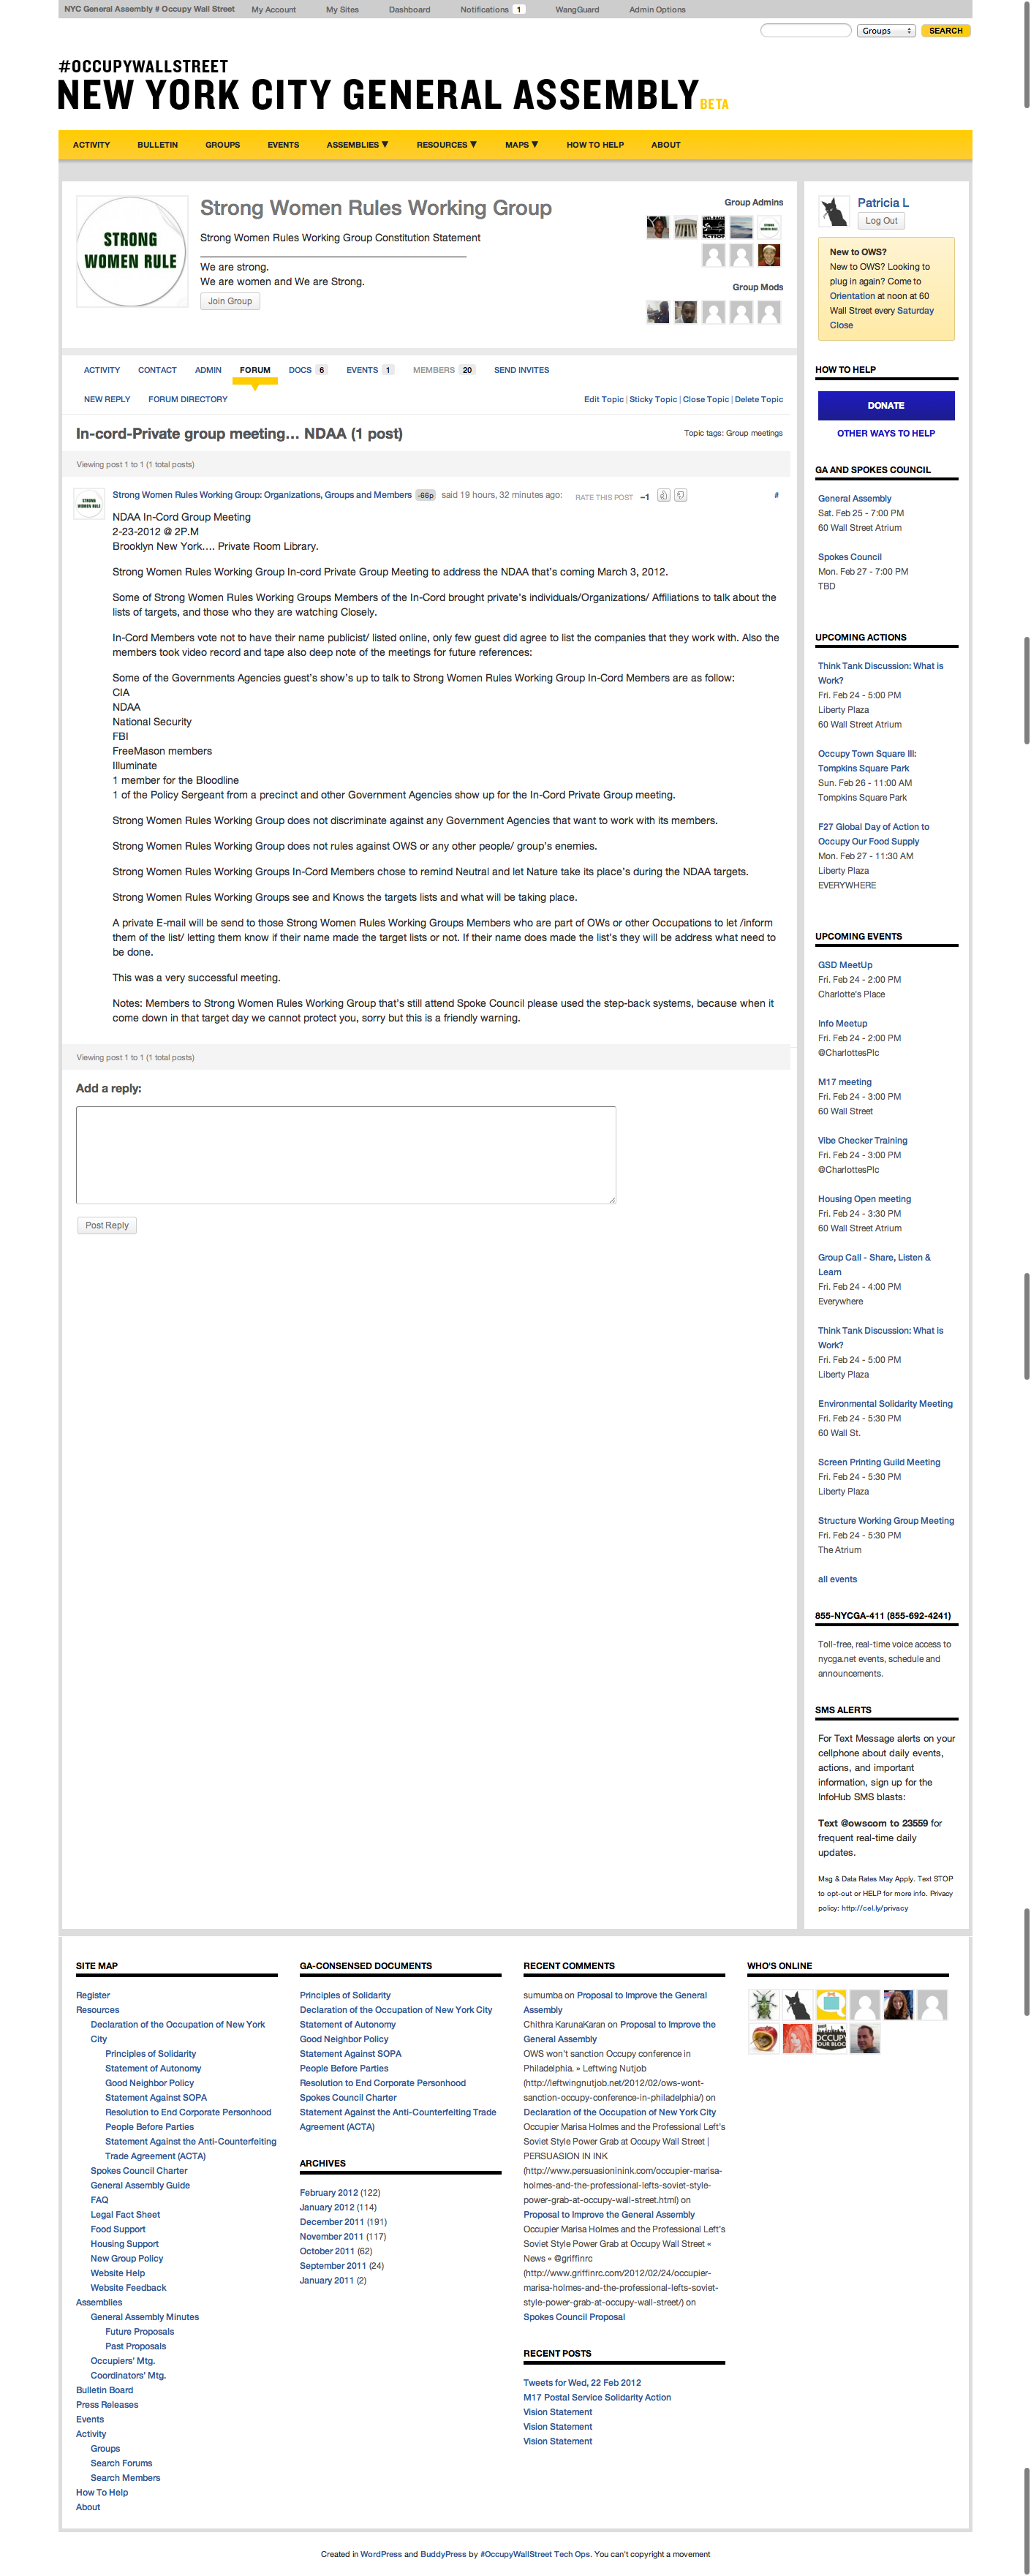 NYC General Assembly # Occupy Wall Street My Account My Sites Dashboard Notifications 1 WangGuard Admin Options
Groups SEARCH
#OCCUPYWALLSTREET
NEW YORK CITY GENERAL ASSEMBLY BETA
ACTIVITY BULLETIN GROUPS EVENTS ASSEMBLIES ▼ RESOURCES ▼ MAPS ▼ HOW TO HELP ABOUT
STRONG
WOMEN RULE
Strong Women Rules Working Group
Strong Women Rules Working Group Constitution Statement
We are strong.
We are women and We are Strong.
Join Group
Group Admins
Group Mods
ACTIVITY CONTACT ADMIN FORUM DOCS 6 EVENTS 1 MEMBERS 20 SEND INVITES
NEW REPLY FORUM DIRECTORY Edit Topic | Sticky Topic | Close Topic | Delete Topic
In-cord-Private group meeting… NDAA (1 post) Topic tags: Group meetings
Viewing post 1 to 1 (1 total posts)
STRONG
WOMEN RULE
Strong Women Rules Working Group: Organizations, Groups and Members -66p said 19 hours, 32 minutes ago: RATE THIS POST −1 #
NDAA In-Cord Group Meeting
2-23-2012 @ 2P.M
Brooklyn New York…. Private Room Library.
Strong Women Rules Working Group In-cord Private Group Meeting to address the NDAA that's coming March 3, 2012.
Some of Strong Women Rules Working Groups Members of the In-Cord brought private's individuals/Organizations/ Affiliations to talk about the
lists of targets, and those who they are watching Closely.
In-Cord Members vote not to have their name publicist/ listed online, only few guest did agree to list the companies that they work with. Also the
members took video record and tape also deep note of the meetings for future references:
Some of the Governments Agencies guest's show's up to talk to Strong Women Rules Working Group In-Cord Members are as follow:
CIA
NDAA
National Security
FBI
FreeMason members
Illuminate
1 member for the Bloodline
1 of the Policy Sergeant from a precinct and other Government Agencies show up for the In-Cord Private Group meeting.
Strong Women Rules Working Group does not discriminate against any Government Agencies that want to work with its members.
Strong Women Rules Working Group does not rules against OWS or any other people/ group's enemies.
Strong Women Rules Working Groups In-Cord Members chose to remind Neutral and let Nature take its place's during the NDAA targets.
Strong Women Rules Working Groups see and Knows the targets lists and what will be taking place.
A private E-mail will be send to those Strong Women Rules Working Groups Members who are part of OWs or other Occupations to let /inform
them of the list/ letting them know if their name made the target lists or not. If their name does made the list's they will be address what need to
be done.
This was a very successful meeting.
Notes: Members to Strong Women Rules Working Group that's still attend Spoke Council please used the step-back systems, because when it
come down in that target day we cannot protect you, sorry but this is a friendly warning.
Viewing post 1 to 1 (1 total posts)
Add a reply:
Post Reply
Patricia L
Log Out
New to OWS?
New to OWS? Looking to
plug in again? Come to
Orientation at noon at 60
Wall Street every Saturday
Close
HOW TO HELP
DONATE
OTHER WAYS TO HELP
GA AND SPOKES COUNCIL
General Assembly
Sat. Feb 25 - 7:00 PM
60 Wall Street Atrium
Spokes Council
Mon. Feb 27 - 7:00 PM
TBD
UPCOMING ACTIONS
Think Tank Discussion: What is
Work?
Fri. Feb 24 - 5:00 PM
Liberty Plaza
60 Wall Street Atrium
Occupy Town Square III:
Tompkins Square Park
Sun. Feb 26 - 11:00 AM
Tompkins Square Park
F27 Global Day of Action to
Occupy Our Food Supply
Mon. Feb 27 - 11:30 AM
Liberty Plaza
EVERYWHERE
UPCOMING EVENTS
GSD MeetUp
Fri. Feb 24 - 2:00 PM
Charlotte's Place
Info Meetup
Fri. Feb 24 - 2:00 PM
@CharlottesPlc
M17 meeting
Fri. Feb 24 - 3:00 PM
60 Wall Street
Vibe Checker Training
Fri. Feb 24 - 3:00 PM
@CharlottesPlc
Housing Open meeting
Fri. Feb 24 - 3:30 PM
60 Wall Street Atrium
Group Call - Share, Listen &
Learn
Fri. Feb 24 - 4:00 PM
Everywhere
Think Tank Discussion: What is
Work?
Fri. Feb 24 - 5:00 PM
Liberty Plaza
Environmental Solidarity Meeting
Fri. Feb 24 - 5:30 PM
60 Wall St.
Screen Printing Guild Meeting
Fri. Feb 24 - 5:30 PM
Liberty Plaza
Structure Working Group Meeting
Fri. Feb 24 - 5:30 PM
The Atrium
all events
855-NYCGA-411 (855-692-4241)
Toll-free, real-time voice access to
nycga.net events, schedule and
announcements.
SMS ALERTS
For Text Message alerts on your
cellphone about daily events,
actions, and important
information, sign up for the
InfoHub SMS blasts:
Text @owscom to 23559 for
frequent real-time daily
updates.
Msg & Data Rates May Apply. Text STOP
to opt-out or HELP for more info. Privacy
policy: http://cel.ly/privacy
SITE MAP
Register
Resources
Declaration of the Occupation of New York
City
Principles of Solidarity
Statement of Autonomy
Good Neighbor Policy
Statement Against SOPA
Resolution to End Corporate Personhood
People Before Parties
Statement Against the Anti-Counterfeiting
Trade Agreement (ACTA)
Spokes Council Charter
General Assembly Guide
FAQ
Legal Fact Sheet
Food Support
Housing Support
New Group Policy
Website Help
Website Feedback
Assemblies
General Assembly Minutes
Future Proposals
Past Proposals
Occupiers' Mtg.
Coordinators' Mtg.
Bulletin Board
Press Releases
Events
Activity
Groups
Search Forums
Search Members
How To Help
About
GA-CONSENSED DOCUMENTS
Principles of Solidarity
Declaration of the Occupation of New York City
Statement of Autonomy
Good Neighbor Policy
Statement Against SOPA
People Before Parties
Resolution to End Corporate Personhood
Spokes Council Charter
Statement Against the Anti-Counterfeiting Trade
Agreement (ACTA)
ARCHIVES
February 2012 (122)
January 2012 (114)
December 2011 (191)
November 2011 (117)
October 2011 (62)
September 2011 (24)
January 2011 (2)
RECENT COMMENTS
sumumba on Proposal to Improve the General
Assembly
Chithra KarunaKaran on Proposal to Improve the
General Assembly
OWS won't sanction Occupy conference in
Philadelphia. » Leftwing Nutjob
(http://leftwingnutjob.net/2012/02/ows-wont-
sanction-occupy-conference-in-philadelphia/) on
Declaration of the Occupation of New York City
Occupier Marisa Holmes and the Professional Left's
Soviet Style Power Grab at Occupy Wall Street |
PERSUASION IN INK
(http://www.persuasioninink.com/occupier-marisa-
holmes-and-the-professional-lefts-soviet-style-
power-grab-at-occupy-wall-street.html) on
Proposal to Improve the General Assembly
Occupier Marisa Holmes and the Professional Left's
Soviet Style Power Grab at Occupy Wall Street «
News « @griffinrc
(http://www.griffinrc.com/2012/02/24/occupier-
marisa-holmes-and-the-professional-lefts-soviet-
style-power-grab-at-occupy-wall-street/) on
Spokes Council Proposal
RECENT POSTS
Tweets for Wed, 22 Feb 2012
M17 Postal Service Solidarity Action
Vision Statement
Vision Statement
Vision Statement
WHO'S ONLINE
Created in WordPress and BuddyPress by #OccupyWallStreet Tech Ops. You can't copyright a movement